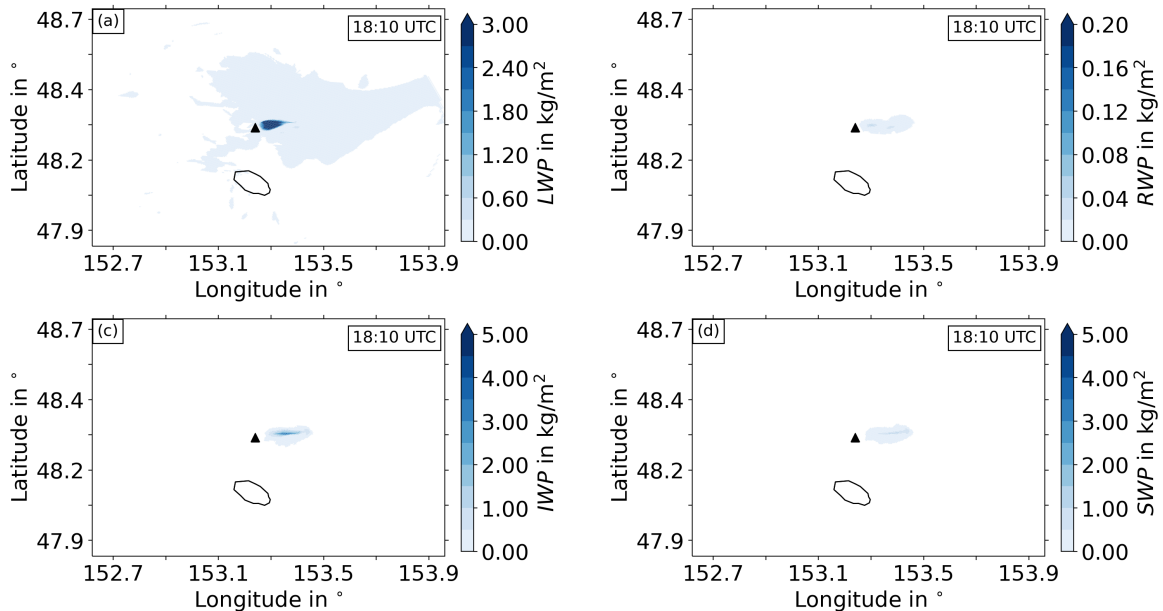 (a)
18:10 UTC
48.7
48.4
48.2
47.9
Latitude in °
152.7
153.1
153.5
153.9
Longitude in °
3.00
2.40
1.80
1.20
0.60
0.00
LWP in kg/m²
18:10 UTC
48.7
48.4
48.2
47.9
Latitude in °
152.7
153.1
153.5
153.9
Longitude in °
0.20
0.16
0.12
0.08
0.04
0.00
RWP in kg/m²
(c)
18:10 UTC
48.7
48.4
48.2
47.9
Latitude in °
152.7
153.1
153.5
153.9
Longitude in °
5.00
4.00
3.00
2.00
1.00
0.00
IWP in kg/m²
(d)
18:10 UTC
48.7
48.4
48.2
47.9
Latitude in °
152.7
153.1
153.5
153.9
Longitude in °
5.00
4.00
3.00
2.00
1.00
0.00
SWP in kg/m²